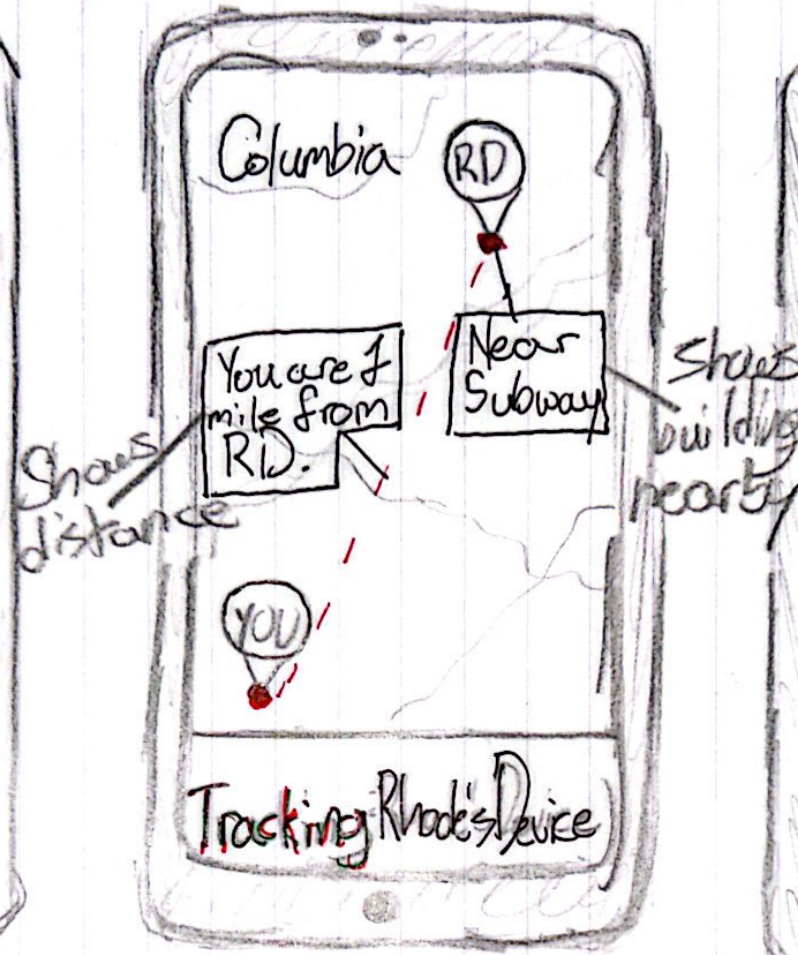 Columbia
RD
You are 1
mile from
RD.
Near
Subway
Shows
distance
Shows
building
nearby
YOU
Tracking Rhode's Device